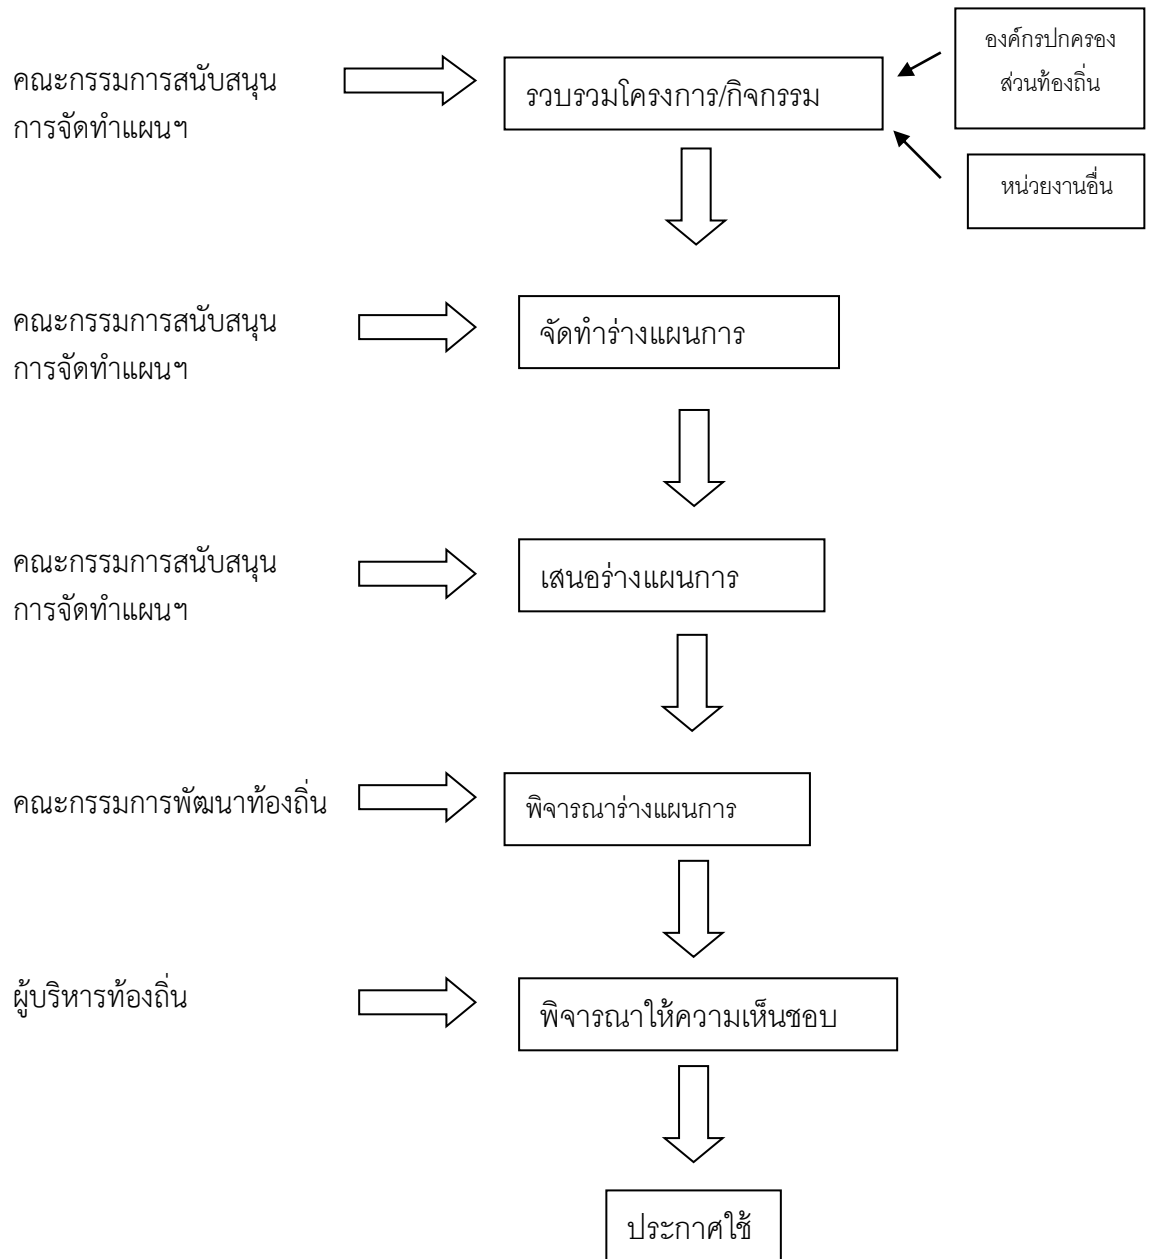 คณะกรรมการสนับสนุน
การจัดทำแผนฯ
รวบรวมโครงการ/กิจกรรม
องค์กรปกครอง
ส่วนท้องถิ่น
หน่วยงานอื่น
คณะกรรมการสนับสนุน
การจัดทำแผนฯ
จัดทำร่างแผนการ
คณะกรรมการสนับสนุน
การจัดทำแผนฯ
เสนอร่างแผนการ
คณะกรรมการพัฒนาท้องถิ่น
พิจารณาร่างแผนการ
ผู้บริหารท้องถิ่น
พิจารณาให้ความเห็นชอบ
ประกาศใช้